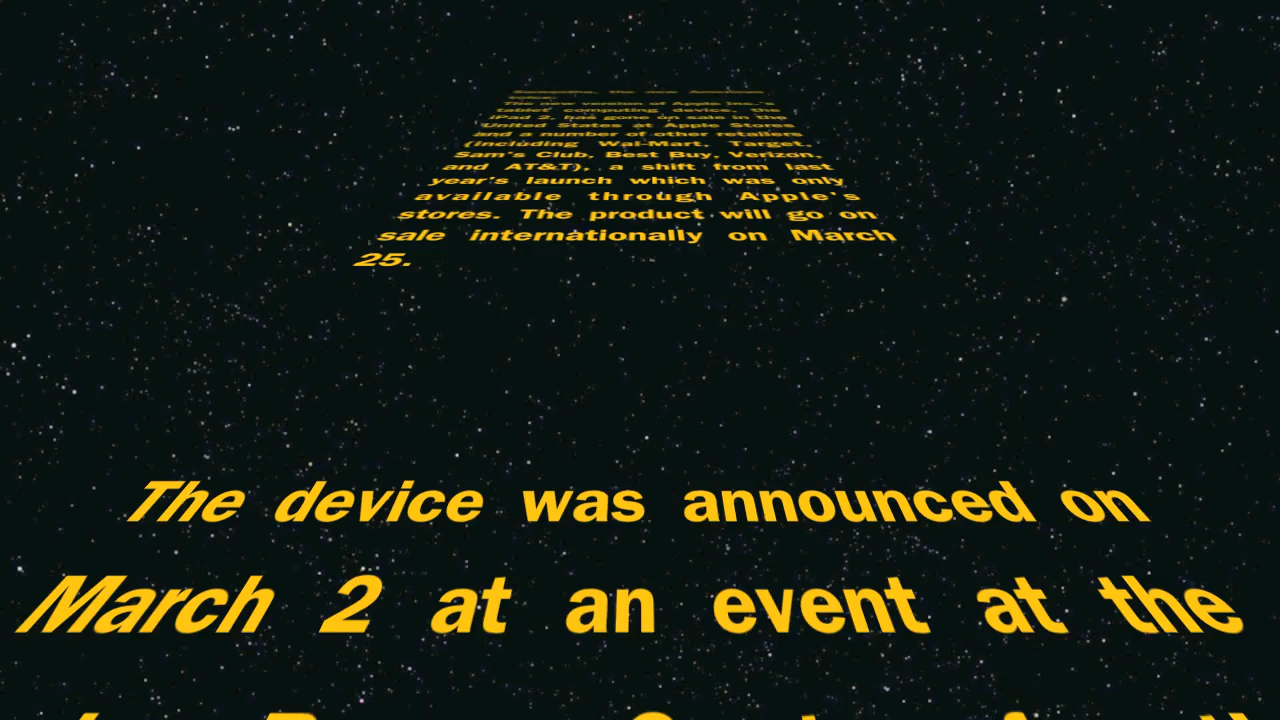 The new version of Apple Inc.'s
tablet computing device, the
iPad 2, has gone on sale in the
United States at Apple Stores
and a number of other retailers
(including Wal-Mart, Target,
Sam's Club, Best Buy, Verizon,
and AT&T), a shift from last
year's launch which was only
available through Apple's
stores. The product will go on
sale internationally on March
25.
The device was announced on
March 2 at an event at the